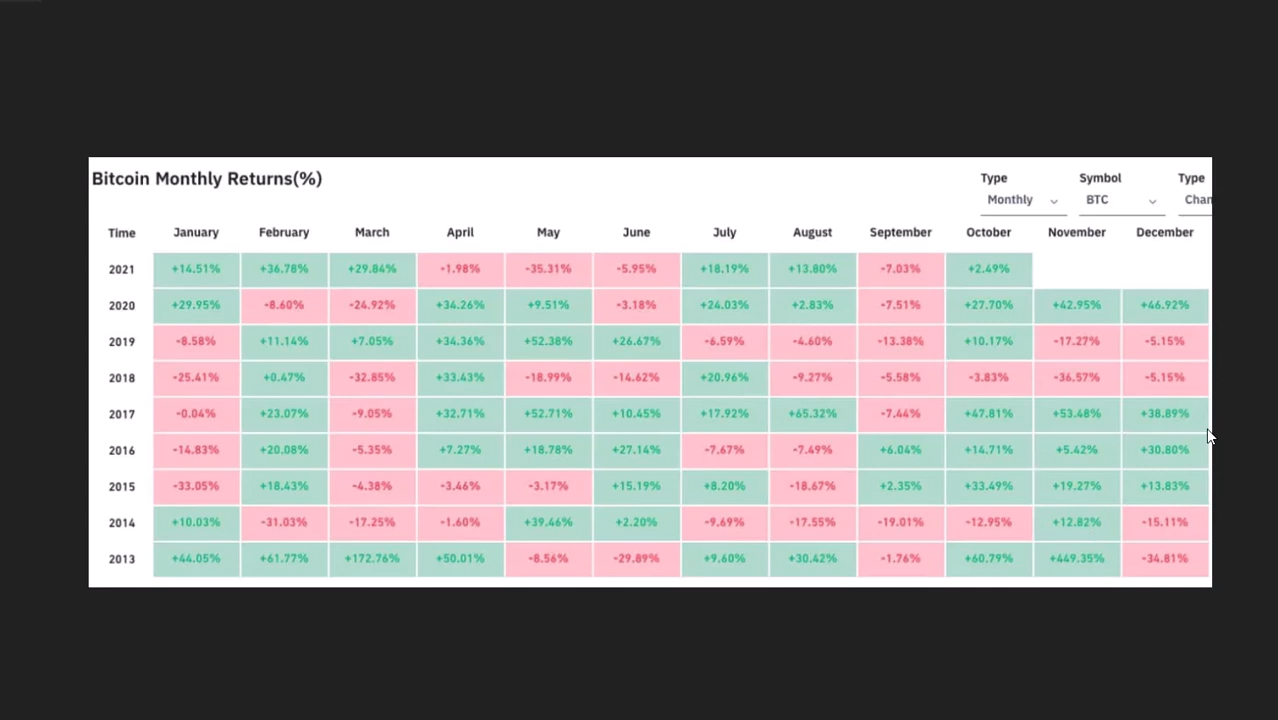 Bitcoin Monthly Returns(%)
Type Symbol Type
Monthly BTC Chan
Time January February March April May June July August September October November December
2021 +14.51% +36.78% +29.84% -1.98% -35.31% -5.95% +18.19% +13.80% -7.03% +2.49%
2020 +29.95% -8.60% -24.92% +34.26% +9.51% -3.18% +24.03% +2.83% -7.51% +27.70% +42.95% +46.92%
2019 -8.58% +11.14% +7.05% +34.36% +52.38% +26.67% -6.59% -4.60% -13.38% +10.17% -17.27% -5.15%
2018 -25.41% +0.47% -32.85% +33.43% -18.99% -14.62% +20.96% -9.27% -5.58% -3.83% -36.57% -5.15%
2017 -0.04% +23.07% -9.05% +32.71% +52.71% +10.45% +17.92% +65.32% -7.44% +47.81% +53.48% +38.89%
2016 -14.83% +20.08% -5.35% +7.27% +18.78% +27.14% -7.67% -7.49% +6.04% +14.71% +5.42% +30.80%
2015 -33.05% +18.43% -4.38% -3.46% -3.17% +15.19% +8.20% -18.67% +2.35% +33.49% +19.27% +13.83%
2014 +10.03% -31.03% -17.25% -1.60% +39.46% +2.20% -9.69% -17.55% -19.01% -12.95% +12.82% -15.11%
2013 +44.05% +61.77% +172.76% +50.01% -8.56% -29.89% +9.60% +30.42% -1.76% +60.79% +449.35% -34.81%